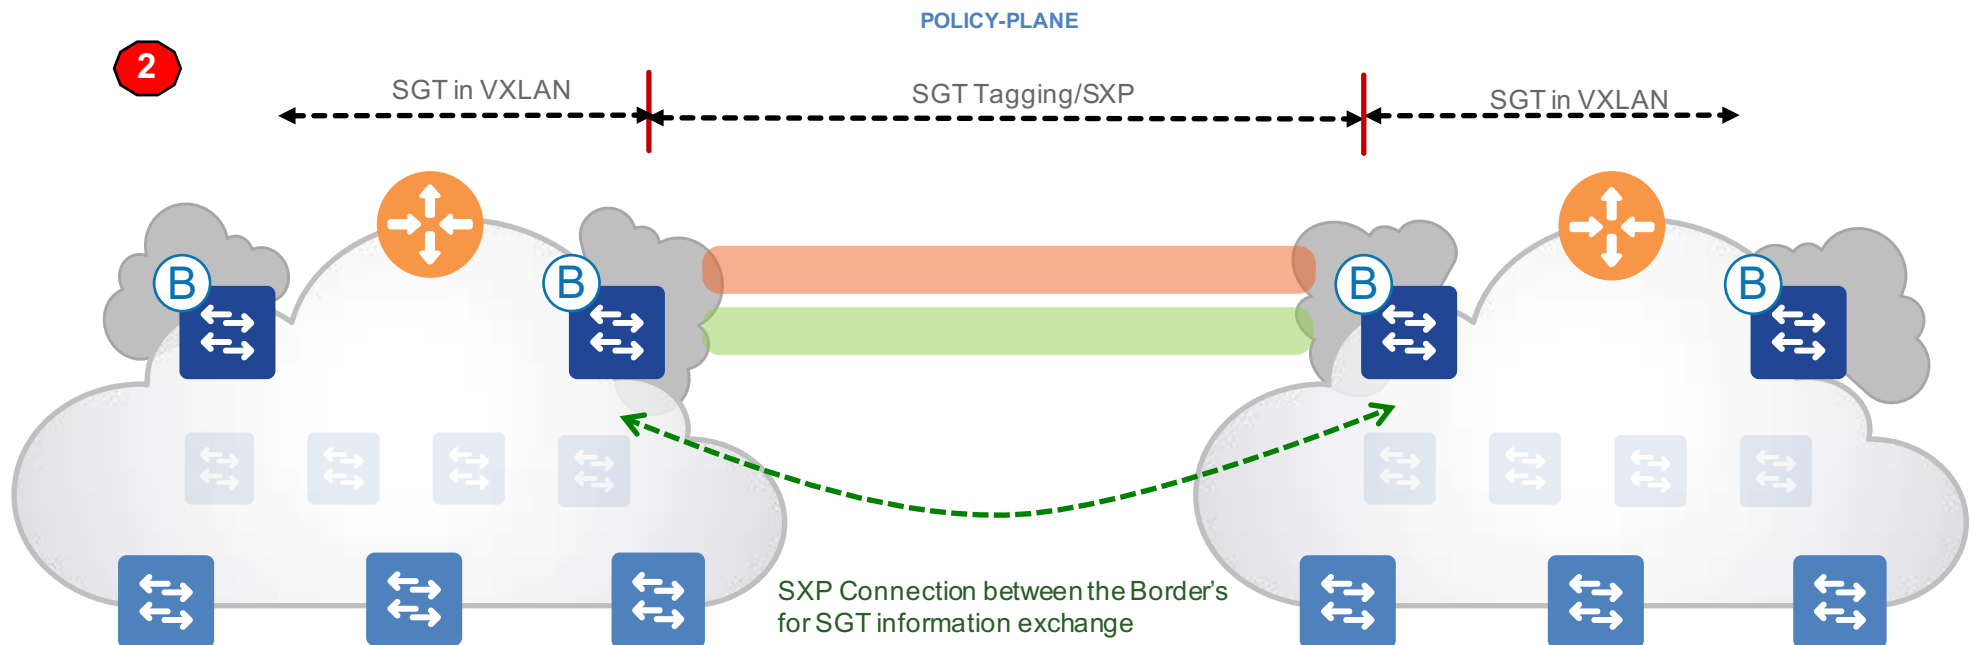 POLICY-PLANE
2
SGT in VXLAN
SGT Tagging/SXP
SGT in VXLAN
B
B
B
B
SXP Connection between the Border's
for SGT information exchange